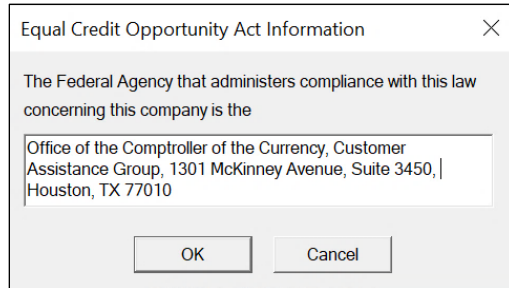 Equal Credit Opportunity Act Information
The Federal Agency that administers compliance with this law
concerning this company is the
Office of the Comptroller of the Currency, Customer
Assistance Group, 1301 McKinney Avenue, Suite 3450,
Houston, TX 77010
OK
Cancel